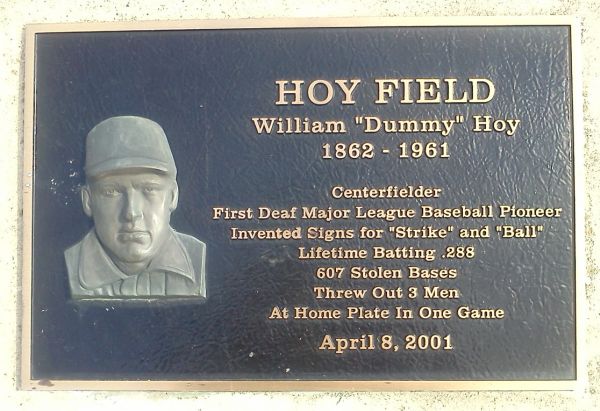 HOY FIELD
William "Dummy" Hoy
1862 - 1961
Centerfielder
First Deaf Major League Baseball Pioneer
Invented Signs for "Strike" and "Ball"
Lifetime Batting .288
607 Stolen Bases
Threw Out 3 Men
At Home Plate In One Game
April 8, 2001